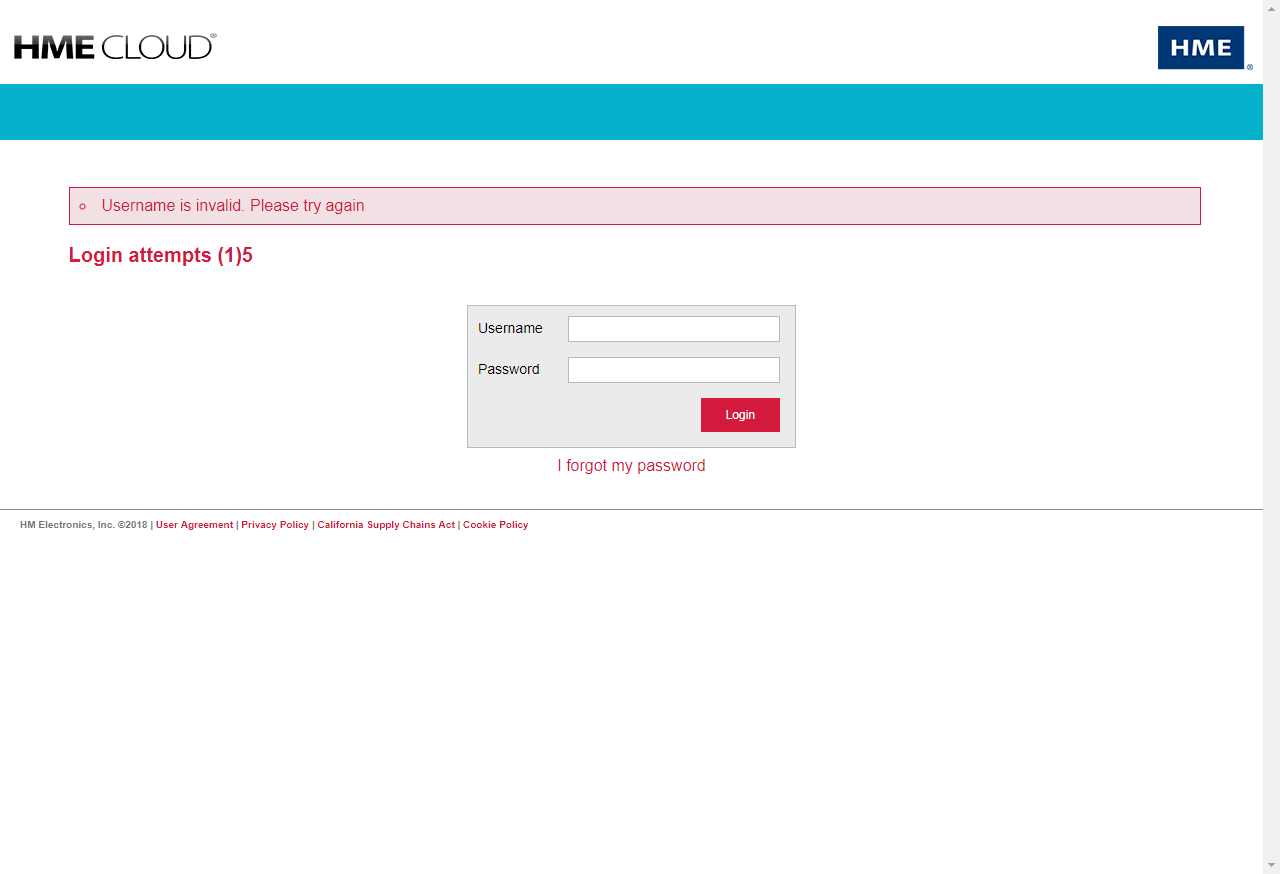 HME CLOUD®
HME®
Username is invalid. Please try again
Login attempts (1)5
Username
Password
Login
I forgot my password
HM Electronics, Inc. ©2018 | User Agreement | Privacy Policy | California Supply Chains Act | Cookie Policy